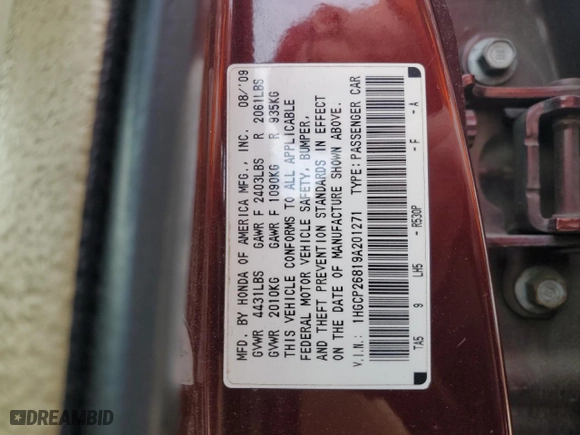 MFD. BY HONDA OF AMERICA MFG., INC. 08/'09
GVWR 4431LBS GAWR F 2403LBS R 2061LBS
GVWR 2010KG GAWR F 1090KG R 935KG
THIS VEHICLE CONFORMS TO ALL APPLICABLE
FEDERAL MOTOR VEHICLE SAFETY, BUMPER,
AND THEFT PREVENTION STANDARDS IN EFFECT
ON THE DATE OF MANUFACTURE SHOWN ABOVE.
V.I.N.: 1HGCP26819A201271 TYPE: PASSENGER CAR
TA5 9 LH5 - R530P - F - A
DREAMBID